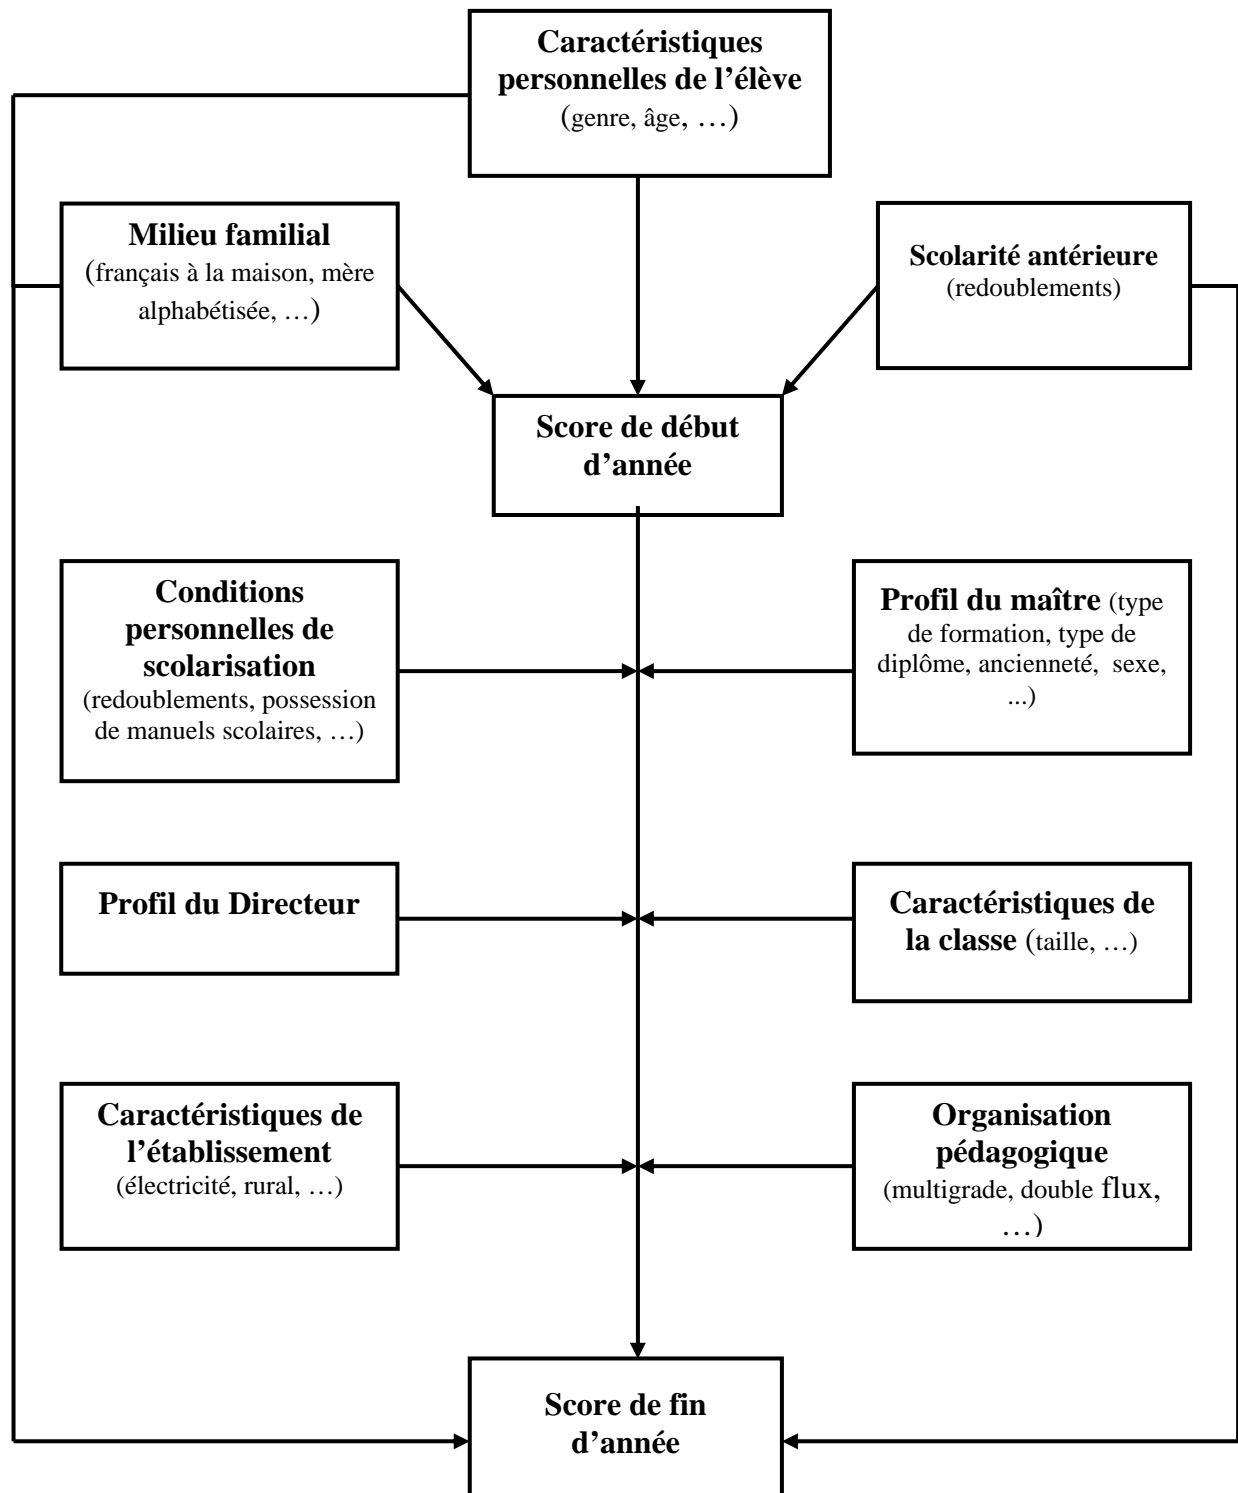 Caractéristiques
personnelles de l’élève
(genre, âge, …)
Milieu familial
(français à la maison, mère
alphabétisée, …)
Scolarité antérieure
(redoublements)
Score de début
d’année
Conditions
personnelles de
scolarisation
(redoublements, possession
de manuels scolaires, …)
Profil du maître (type
de formation, type de
diplôme, ancienneté, sexe,
...)
Profil du Directeur
Caractéristiques de
la classe (taille, …)
Caractéristiques de
l’établissement
(électricité, rural, …)
Organisation
pédagogique
(multigrade, double flux,
…)
Score de fin
d’année